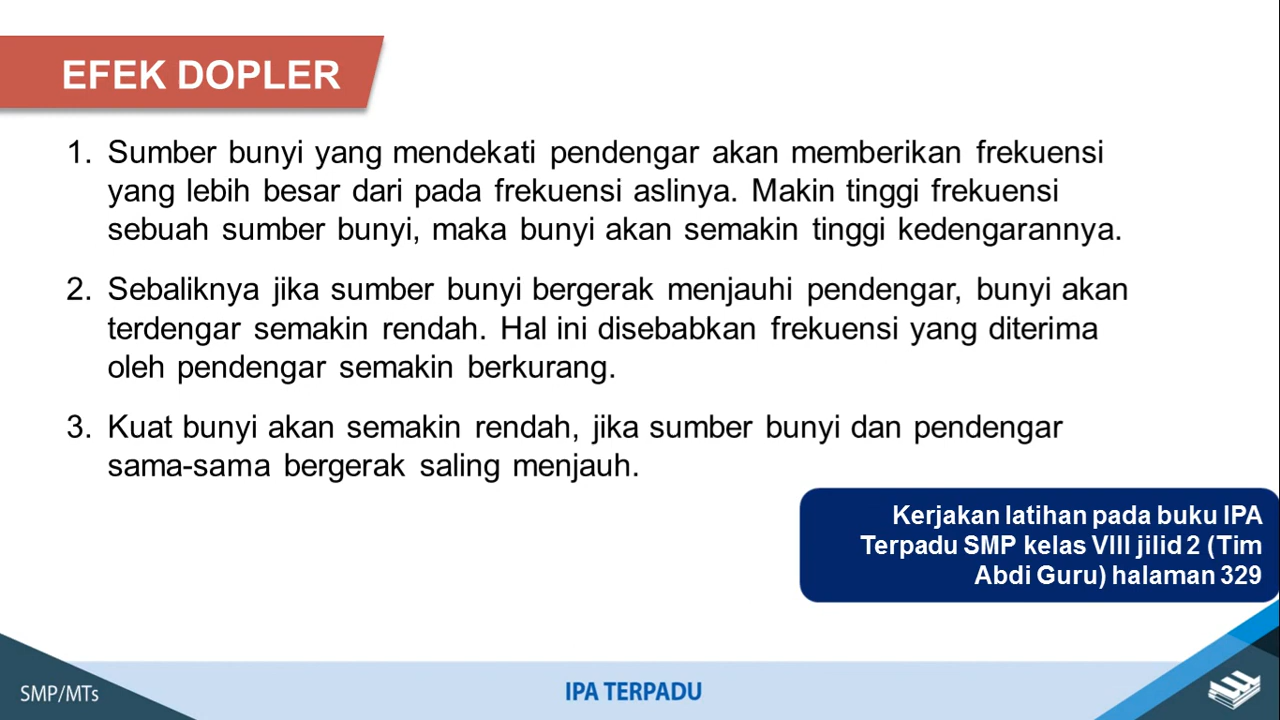 EFEK DOPLER
1. Sumber bunyi yang mendekati pendengar akan memberikan frekuensi
yang lebih besar dari pada frekuensi aslinya. Makin tinggi frekuensi
sebuah sumber bunyi, maka bunyi akan semakin tinggi kedengarannya.
2. Sebaliknya jika sumber bunyi bergerak menjauhi pendengar, bunyi akan
terdengar semakin rendah. Hal ini disebabkan frekuensi yang diterima
oleh pendengar semakin berkurang.
3. Kuat bunyi akan semakin rendah, jika sumber bunyi dan pendengar
sama-sama bergerak saling menjauh.
Kerjakan latihan pada buku IPA
Terpadu SMP kelas VIII jilid 2 (Tim
Abdi Guru) halaman 329
SMP/MTs
IPA TERPADU